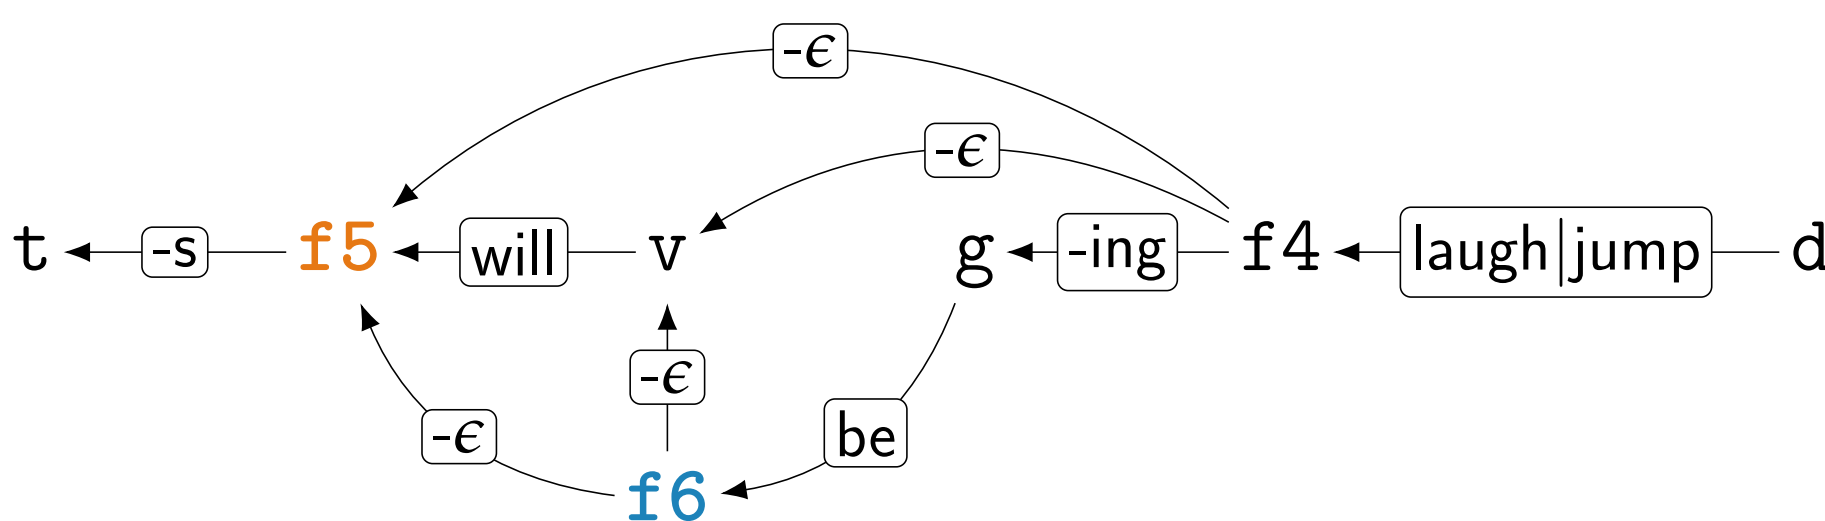 -ϵ
-ϵ
t -s f5 will v g -ing f4 laugh|jump d
-ϵ
-ϵ be
f6